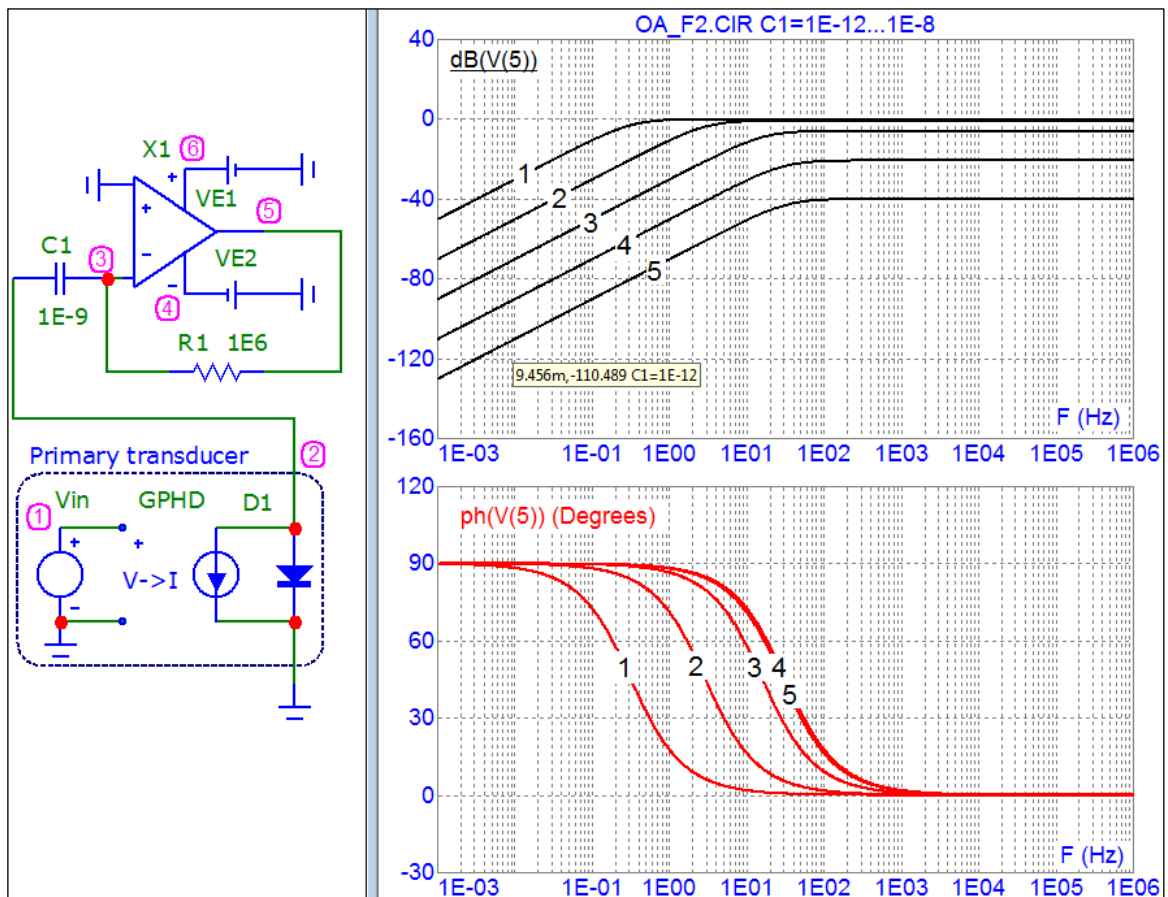 X1
6
+
+
VE1
5
C1
3
-
VE2
1E-9
4
-
R1 1E6
Primary transducer
2
1
Vin GPHD D1
+
+
V->I
-
OA_F2.CIR C1=1E-12...1E-8
40
dB(V(5))
0
-40
-80
-120
-160
1
2
3
4
5
9.456m,-110.489 C1=1E-12
F (Hz)
1E-03 1E-01 1E00 1E01 1E02 1E03 1E04 1E05 1E06
120
ph(V(5)) (Degrees)
90
60
30
0
-30
1
2
3
4
5
F (Hz)
1E-03 1E-01 1E00 1E01 1E02 1E03 1E04 1E05 1E06